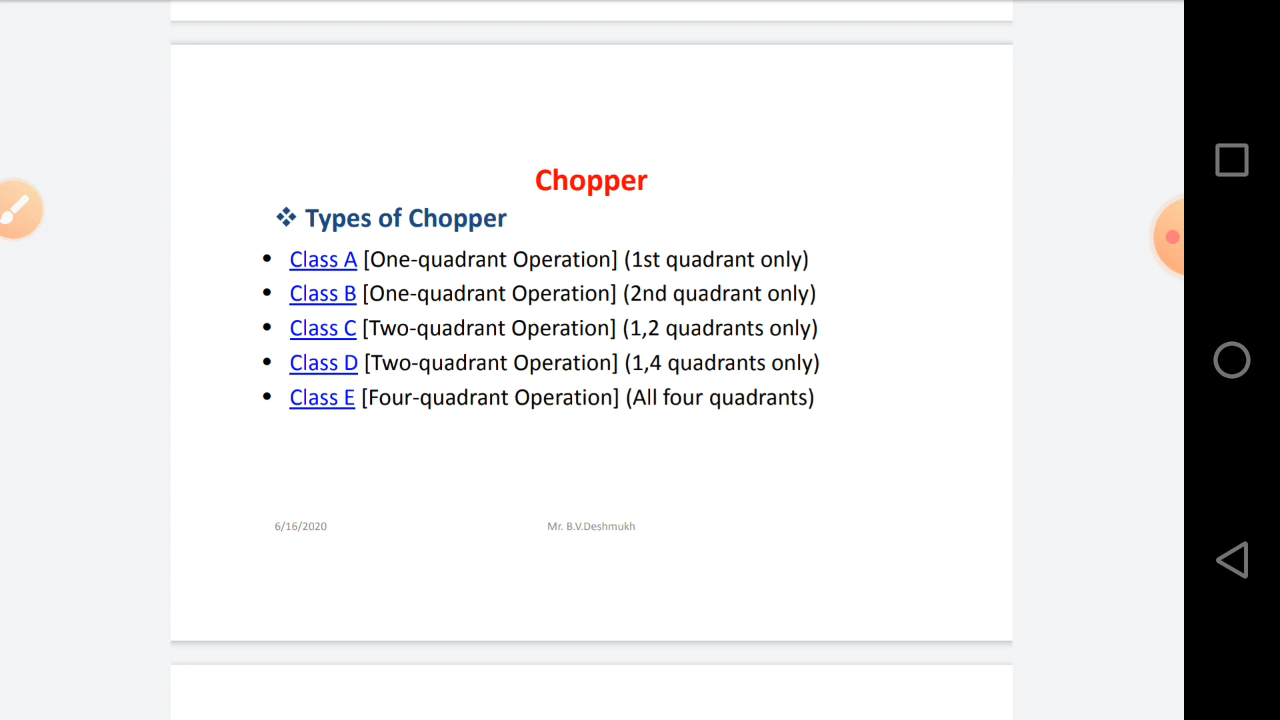 Chopper
❖ Types of Chopper
• Class A [One-quadrant Operation] (1st quadrant only)
• Class B [One-quadrant Operation] (2nd quadrant only)
• Class C [Two-quadrant Operation] (1,2 quadrants only)
• Class D [Two-quadrant Operation] (1,4 quadrants only)
• Class E [Four-quadrant Operation] (All four quadrants)
6/16/2020 Mr. B.V.Deshmukh